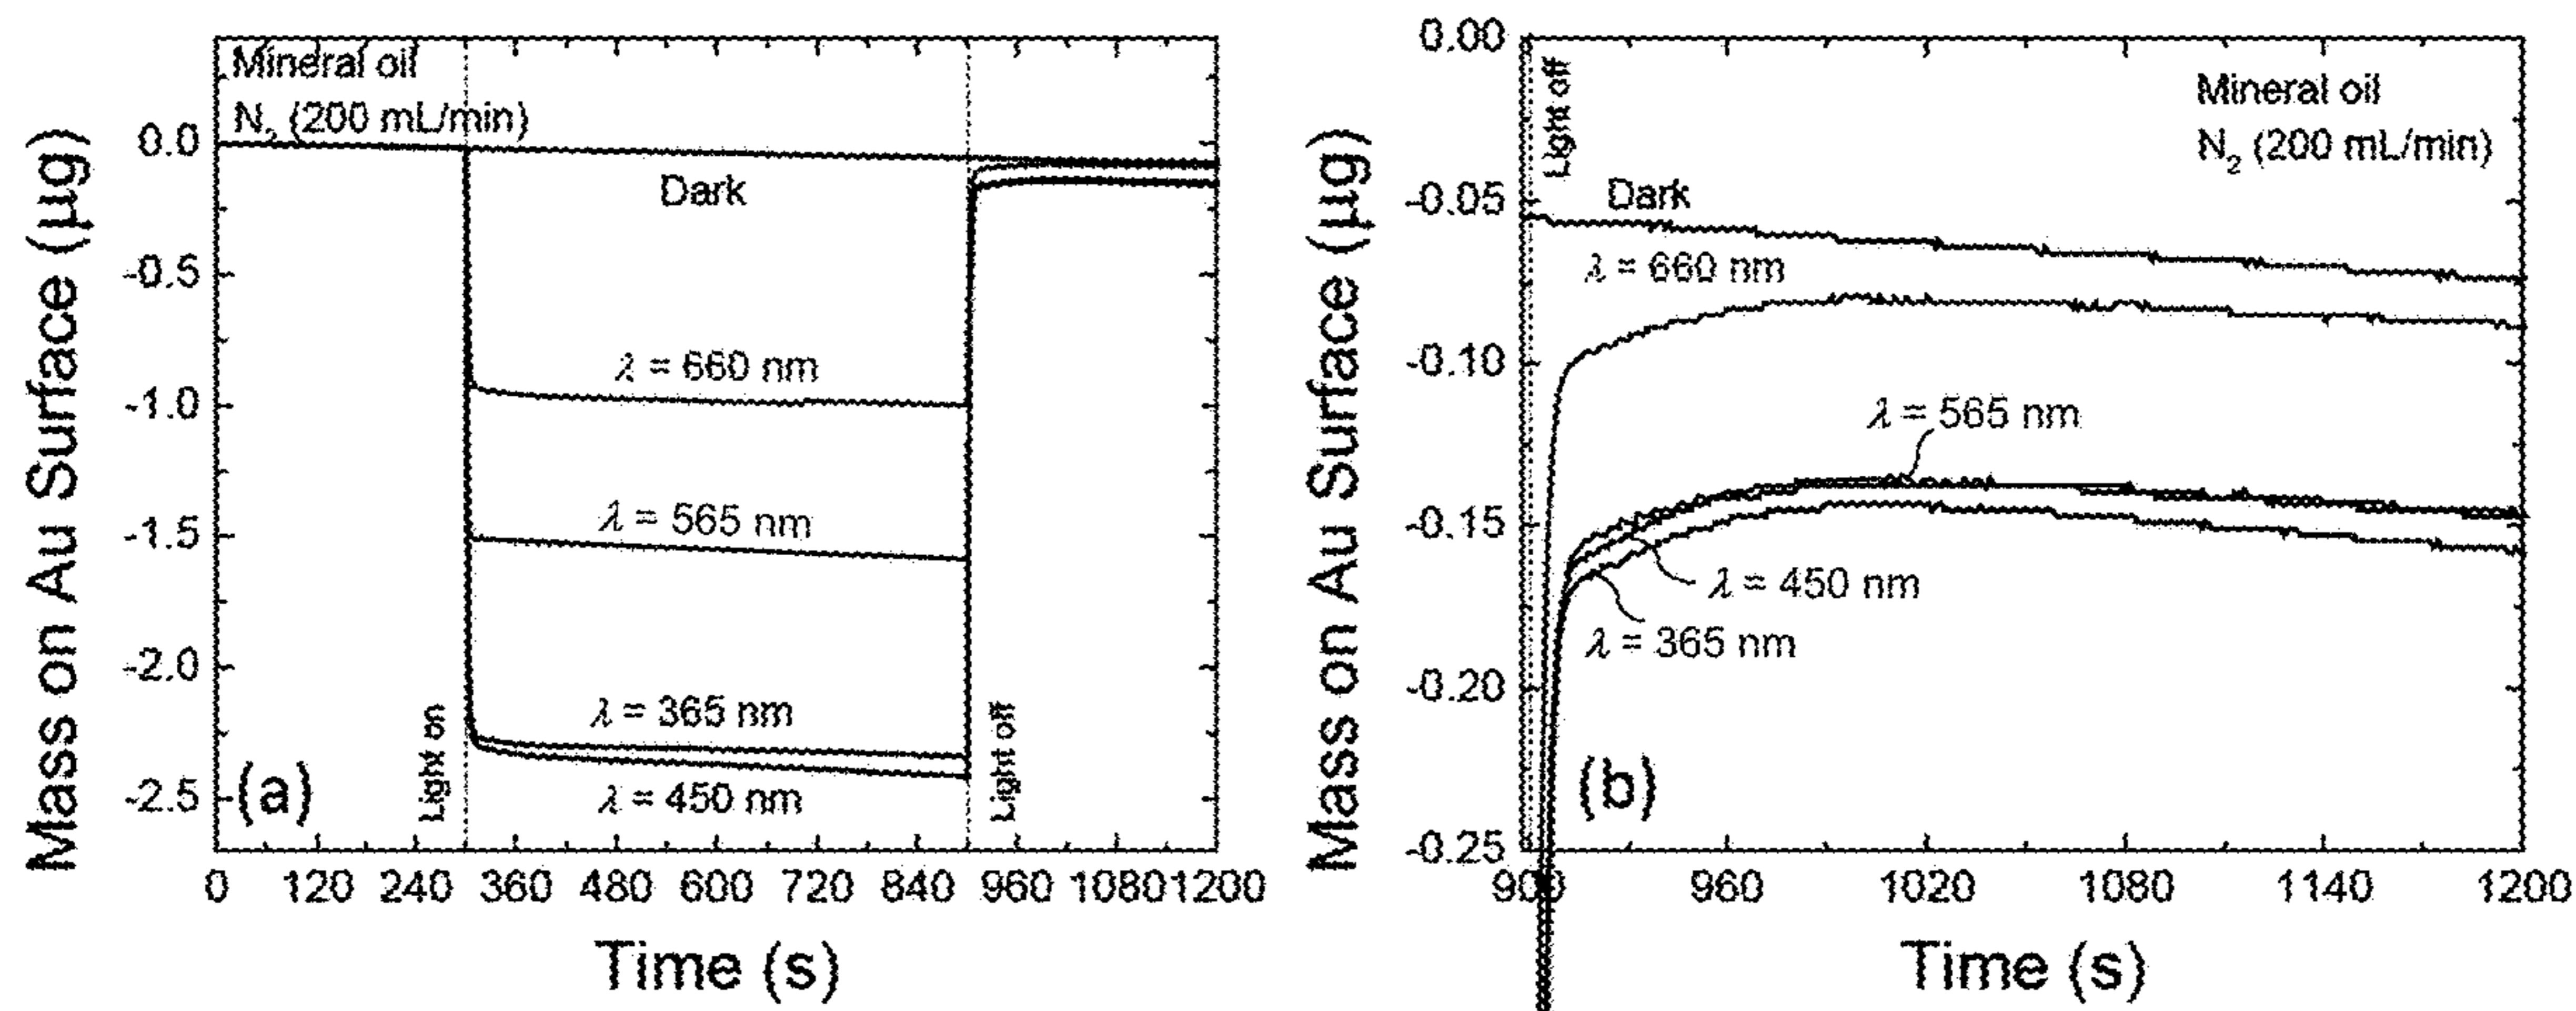 Mineral oil
N₂ (200 mL/min)
Mass on Au Surface (µg)
0.0
-0.5
-1.0
-1.5
-2.0
-2.5
Dark
λ = 660 nm
λ = 565 nm
λ = 365 nm
λ = 450 nm
Light on
Light off
(a)
0 120 240 360 480 600 720 840 960 1080 1200
Time (s)
Mass on Au Surface (µg)
0.00
-0.05
-0.10
-0.15
-0.20
-0.25
Light off
Mineral oil
N₂ (200 mL/min)
Dark
λ = 660 nm
λ = 565 nm
λ = 450 nm
λ = 365 nm
(b)
900 960 1020 1080 1140 1200
Time (s)